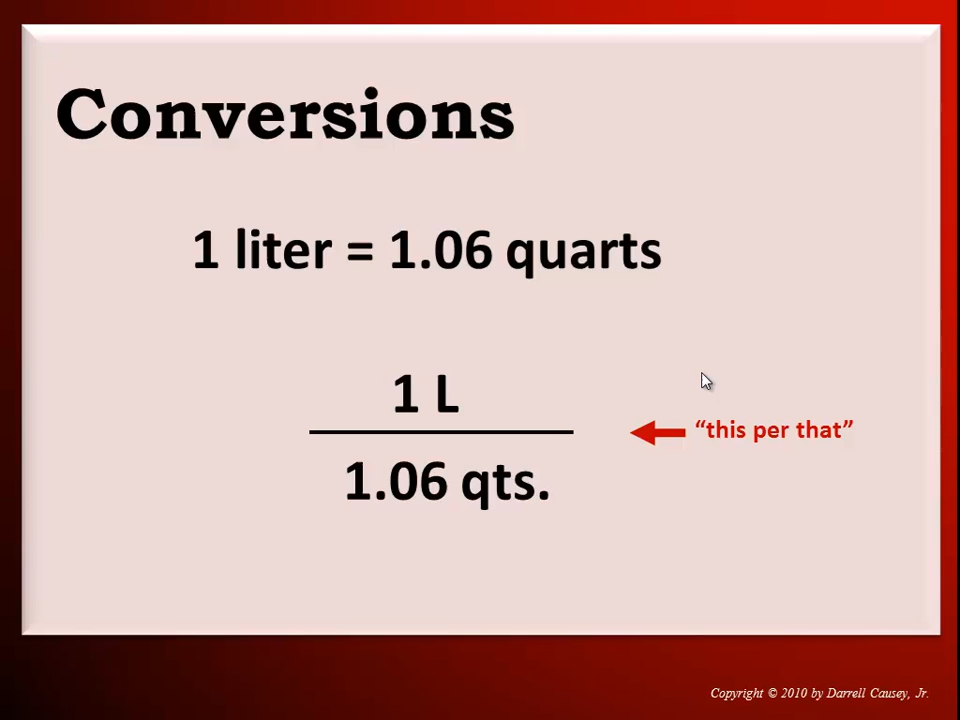 Conversions
1 liter = 1.06 quarts
1 L
1.06 qts.
“this per that”
Copyright © 2010 by Darrell Causey, Jr.